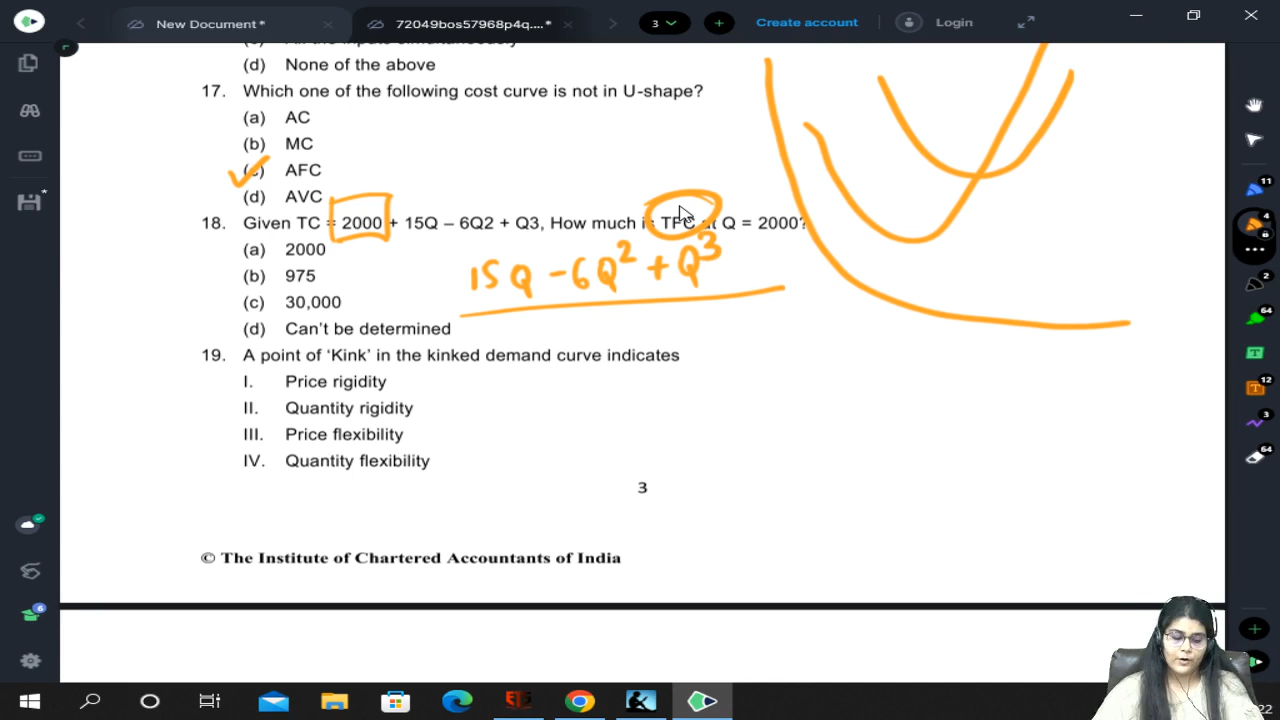 New Document*
72049bos57968p4q....*
3
Create account
Login
(d) None of the above
17. Which one of the following cost curve is not in U-shape?
(a) AC
(b) MC
(c) AFC
(d) AVC
18. Given TC = 2000 + 15Q – 6Q2 + Q3, How much is TFC at Q = 2000?
15Q - 6Q² + Q³
(a) 2000
(b) 975
(c) 30,000
(d) Can't be determined
19. A point of 'Kink' in the kinked demand curve indicates
I. Price rigidity
II. Quantity rigidity
III. Price flexibility
IV. Quantity flexibility
3
© The Institute of Chartered Accountants of India
11
4
2
64
T
T 12
3
64
6